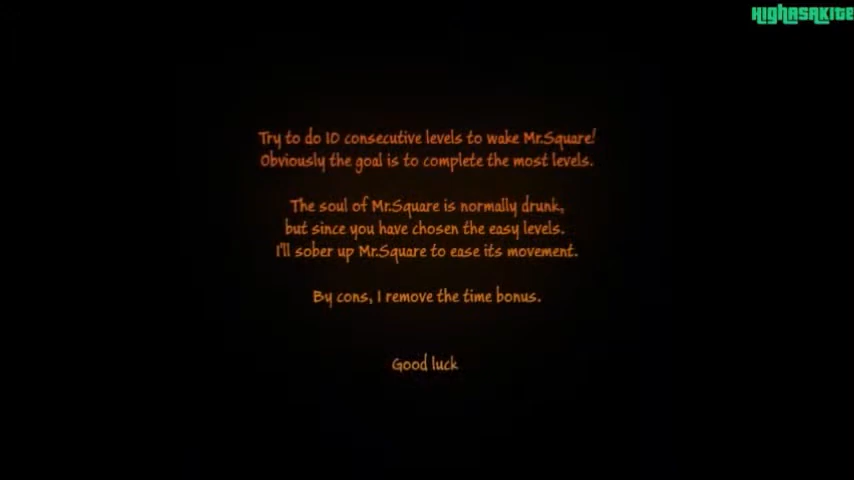 HIGHASAKITE
Try to do 10 consecutive levels to wake Mr.Square!
Obviously the goal is to complete the most levels.
The soul of Mr.Square is normally drunk,
but since you have chosen the easy levels.
I'll sober up Mr.Square to ease its movement.
By cons, I remove the time bonus.
Good luck